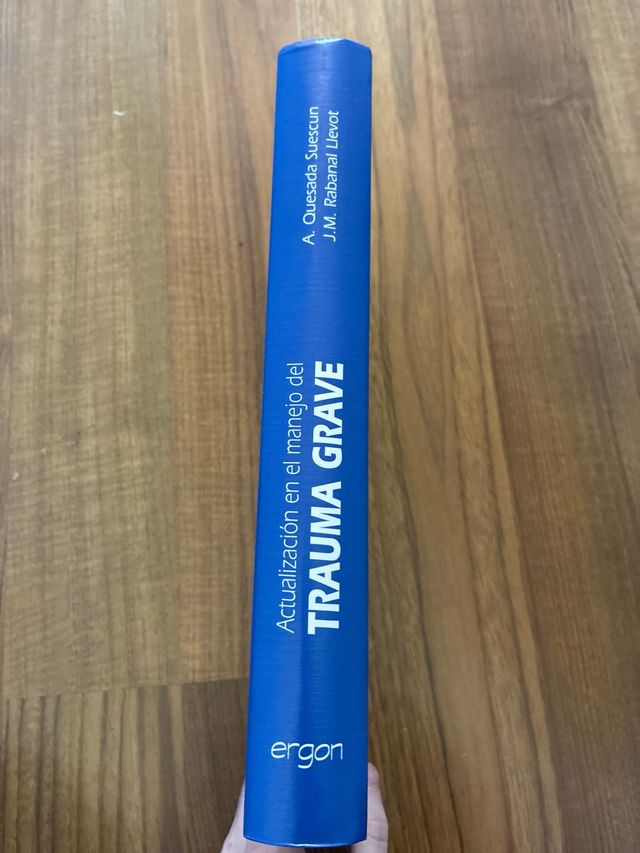 Actualización en el manejo del
TRAUMA GRAVE
A. Quesada Suescun
J.M. Rabanal Llevot
ergon